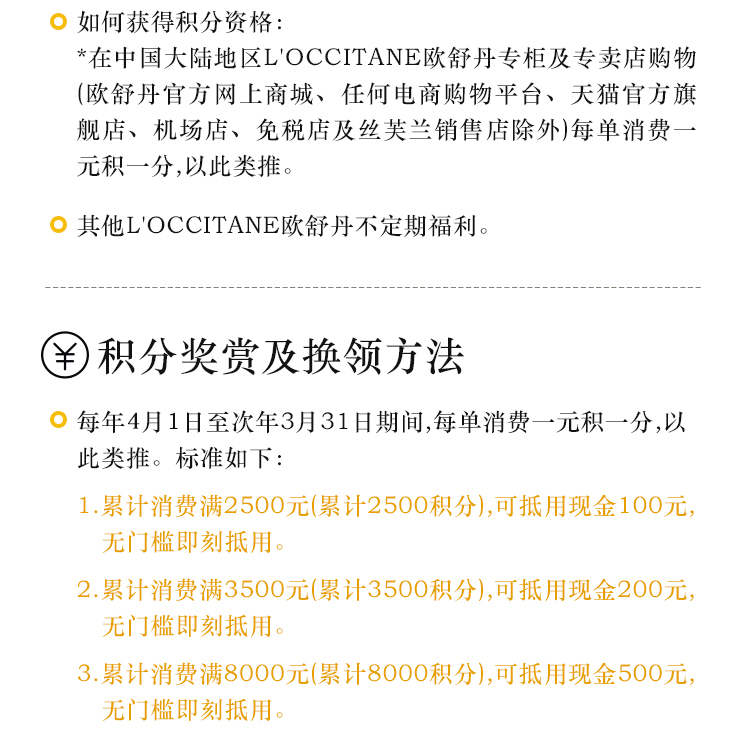 如何获得积分资格:
*在中国大陆地区L'OCCITANE欧舒丹专柜及专卖店购物
(欧舒丹官方网上商城、任何电商购物平台、天猫官方旗
舰店、机场店、免税店及丝芙兰销售店除外)每单消费一
元积一分,以此类推。
其他L'OCCITANE欧舒丹不定期福利。
¥ 积分奖赏及换领方法
每年4月1日至次年3月31日期间,每单消费一元积一分,以
此类推。标准如下:
1.累计消费满2500元(累计2500积分),可抵用现金100元,
无门槛即刻抵用。
2.累计消费满3500元(累计3500积分),可抵用现金200元,
无门槛即刻抵用。
3.累计消费满8000元(累计8000积分),可抵用现金500元,
无门槛即刻抵用。